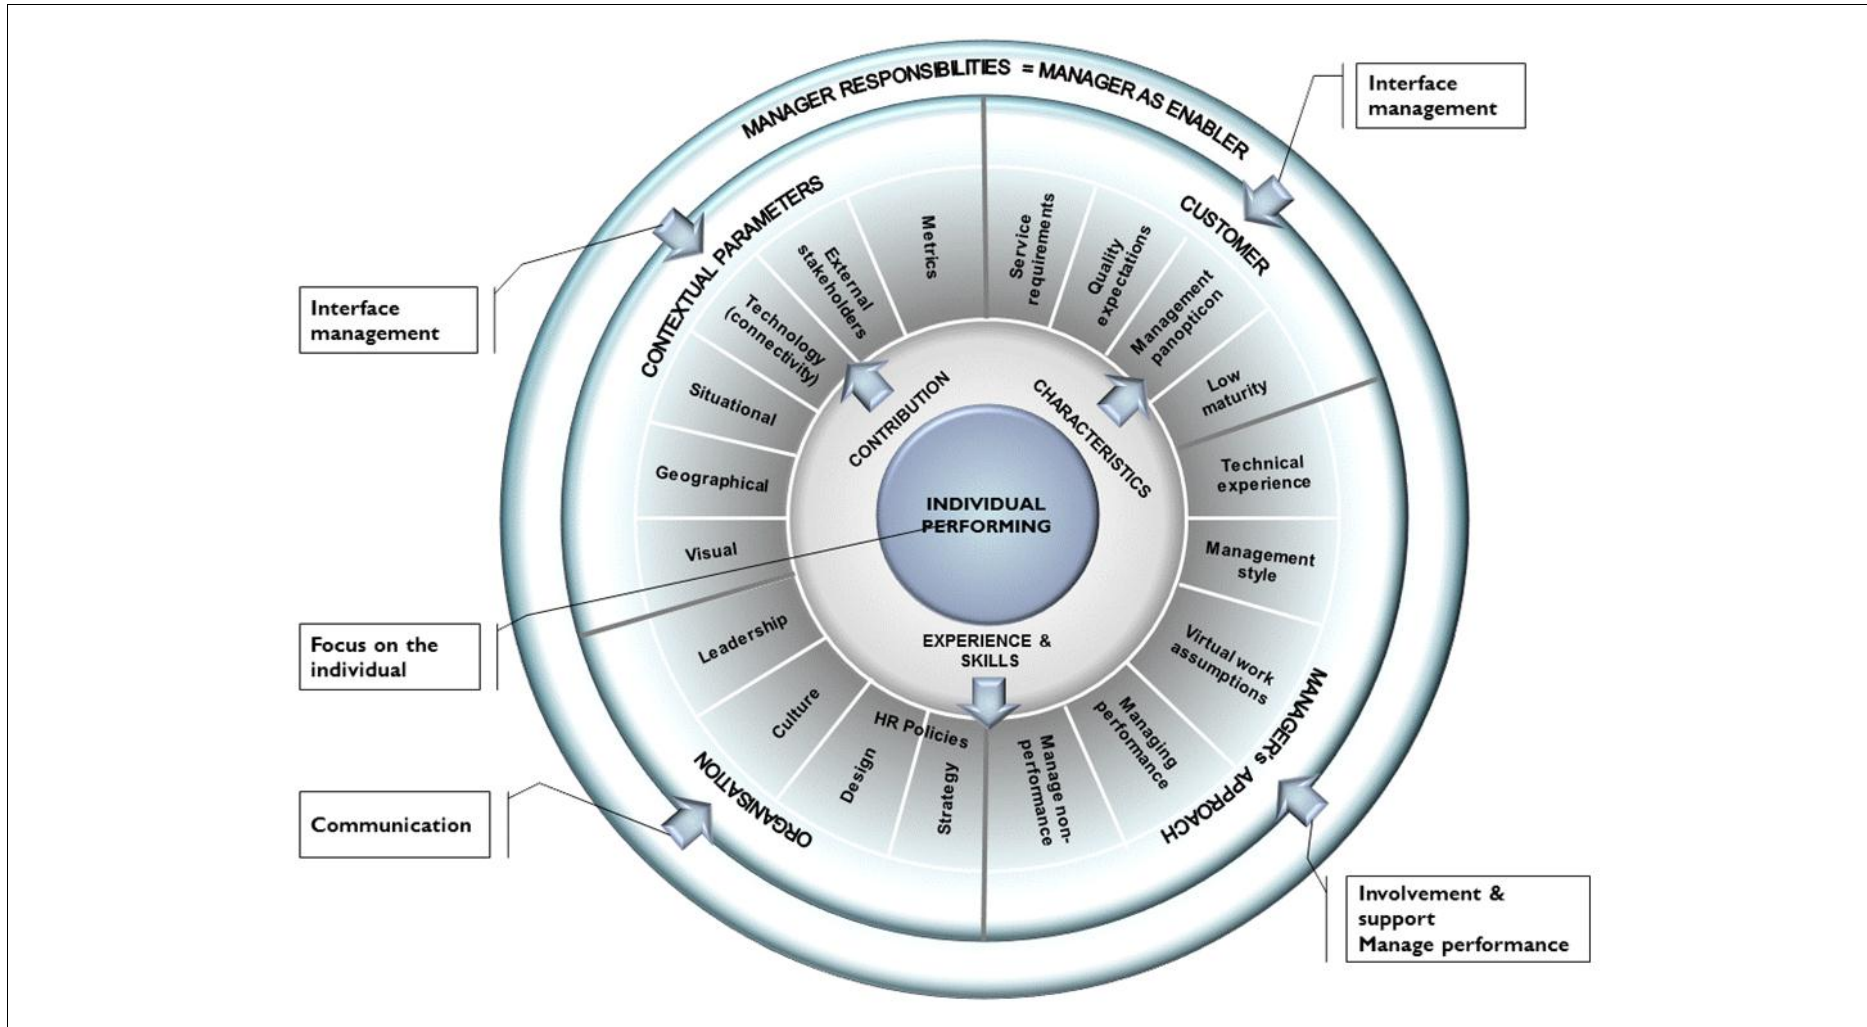 MANAGER RESPONSIBILITIES = MANAGER AS ENABLER
Interface
management
CUSTOMER
Service
requirements
Quality
expectations
Management
panopticon
Low
maturity
Technical
experience
Management
style
Virtual work
assumptions
Managing
performance
Manage non-
performance
MANAGER's APPROACH
Involvement &
support
Manage performance
CONTEXTUAL PARAMETERS
Metrics
External
stakeholders
Technology
(connectivity)
Situational
Geographical
Visual
Interface
management
Leadership
Culture
HR Policies
Design
Strategy
ORGANISATION
Focus on the
individual
Communication
CONTRIBUTION
CHARACTERISTICS
INDIVIDUAL
PERFORMING
EXPERIENCE &
SKILLS